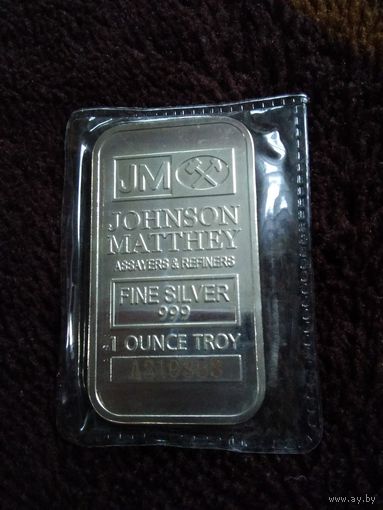 JM
JOHNSON
MATTHEY
ASSAYERS & REFINERS
FINE SILVER
999
1 OUNCE TROY
www.ay.by